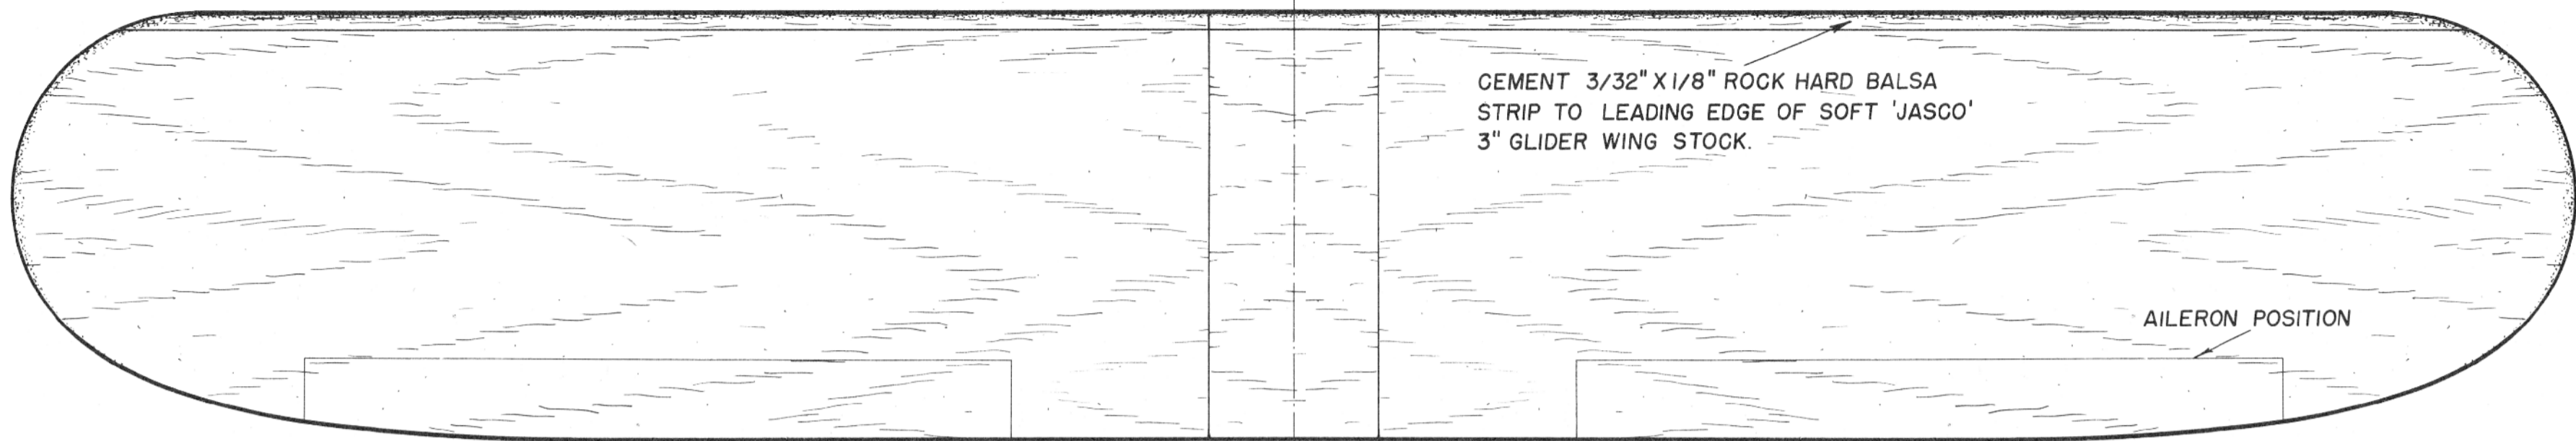 CEMENT 3/32" X 1/8" ROCK HARD BALSA
STRIP TO LEADING EDGE OF SOFT 'JASCO'
3" GLIDER WING STOCK.
AILERON POSITION